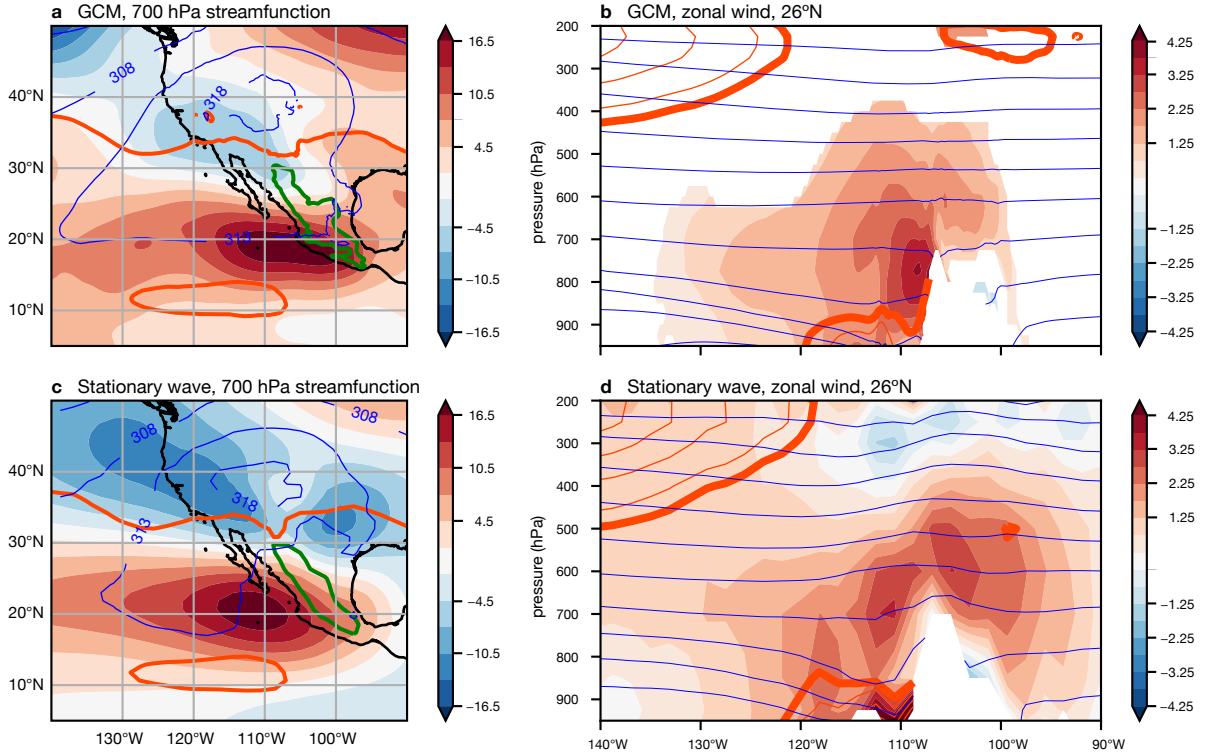 a GCM, 700 hPa streamfunction
308
318
313
40°N
30°N
20°N
10°N
16.5
10.5
4.5
−4.5
−10.5
−16.5
b GCM, zonal wind, 26ºN
pressure (hPa)
200
300
400
500
600
700
800
900
140°W
130°W
120°W
110°W
100°W
90°W
4.25
3.25
2.25
1.25
−1.25
−2.25
−3.25
−4.25
c Stationary wave, 700 hPa streamfunction
308
308
318
313
40°N
30°N
20°N
10°N
130°W
120°W
110°W
100°W
16.5
10.5
4.5
−4.5
−10.5
−16.5
d Stationary wave, zonal wind, 26ºN
pressure (hPa)
200
300
400
500
600
700
800
900
140°W
130°W
120°W
110°W
100°W
90°W
4.25
3.25
2.25
1.25
−1.25
−2.25
−3.25
−4.25